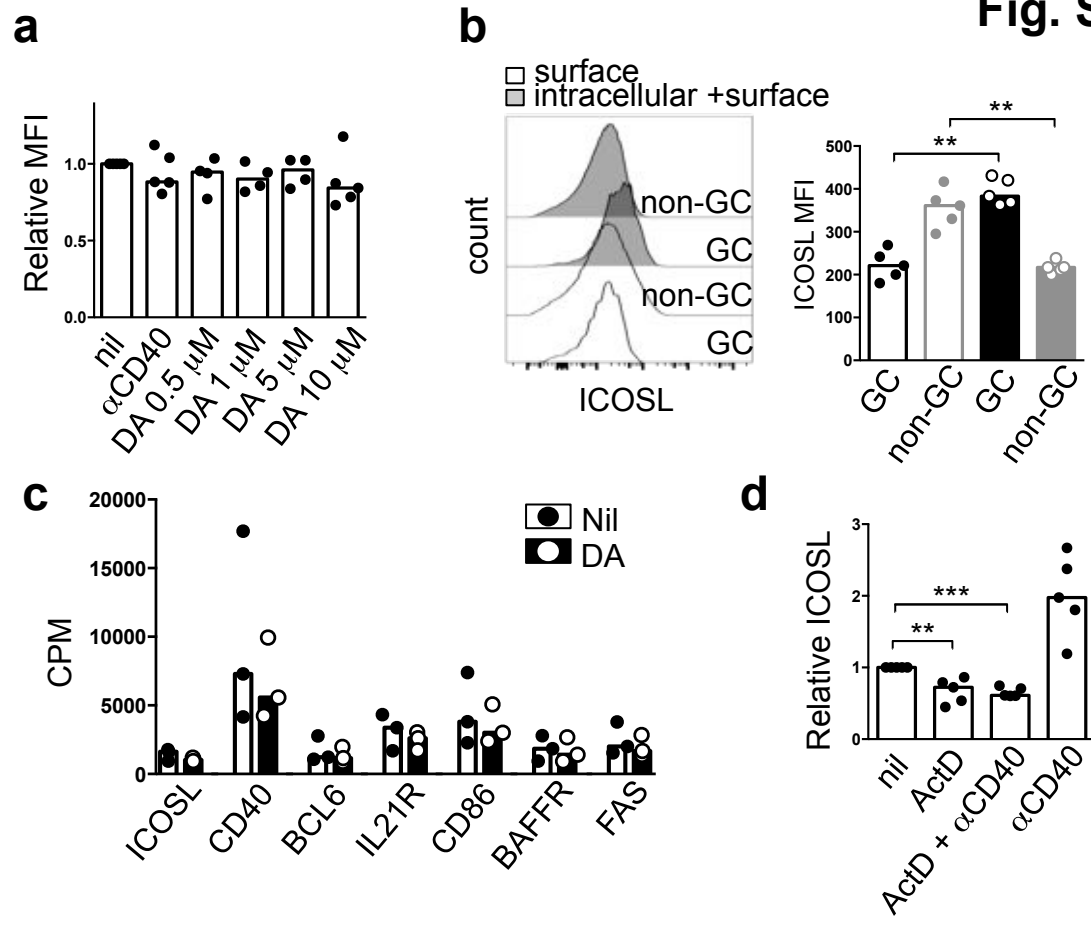 Fig. S
a
Relative MFI
1.0
0.5
0.0
nil
αCD40
DA 0.5 μM
DA 1 μM
DA 5 μM
DA 10 μM
b
surface
intracellular +surface
count
non-GC
GC
non-GC
GC
ICOSL
**
**
ICOSL MFI
500
400
300
200
100
0
GC
non-GC
GC
non-GC
c
CPM
20000
15000
10000
5000
0
Nil
DA
ICOSL
CD40
BCL6
IL21R
CD86
BAFFR
FAS
d
Relative ICOSL
3
2
1
0
***
**
nil
ActD
ActD + αCD40
αCD40